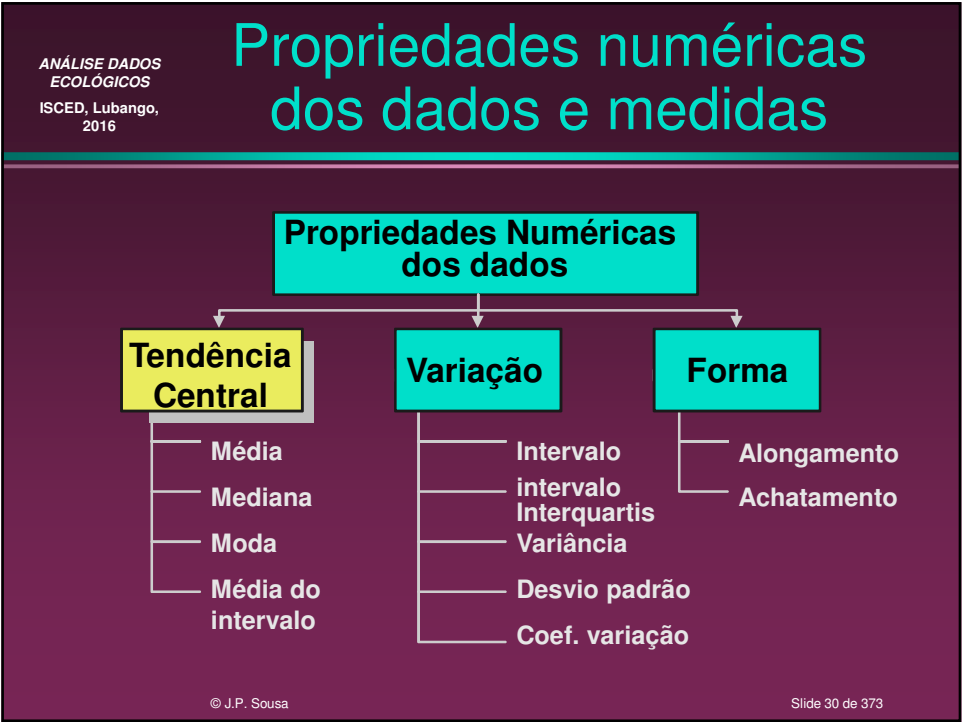 ANÁLISE DADOS
ECOLÓGICOS
ISCED, Lubango,
2016
Propriedades numéricas
dos dados e medidas
Propriedades Numéricas
dos dados
Tendência
Central
Média
Mediana
Moda
Média do
intervalo
Variação
Intervalo
intervalo
Interquartis
Variância
Desvio padrão
Coef. variação
Forma
Alongamento
Achatamento
© J.P. Sousa
Slide 30 de 373